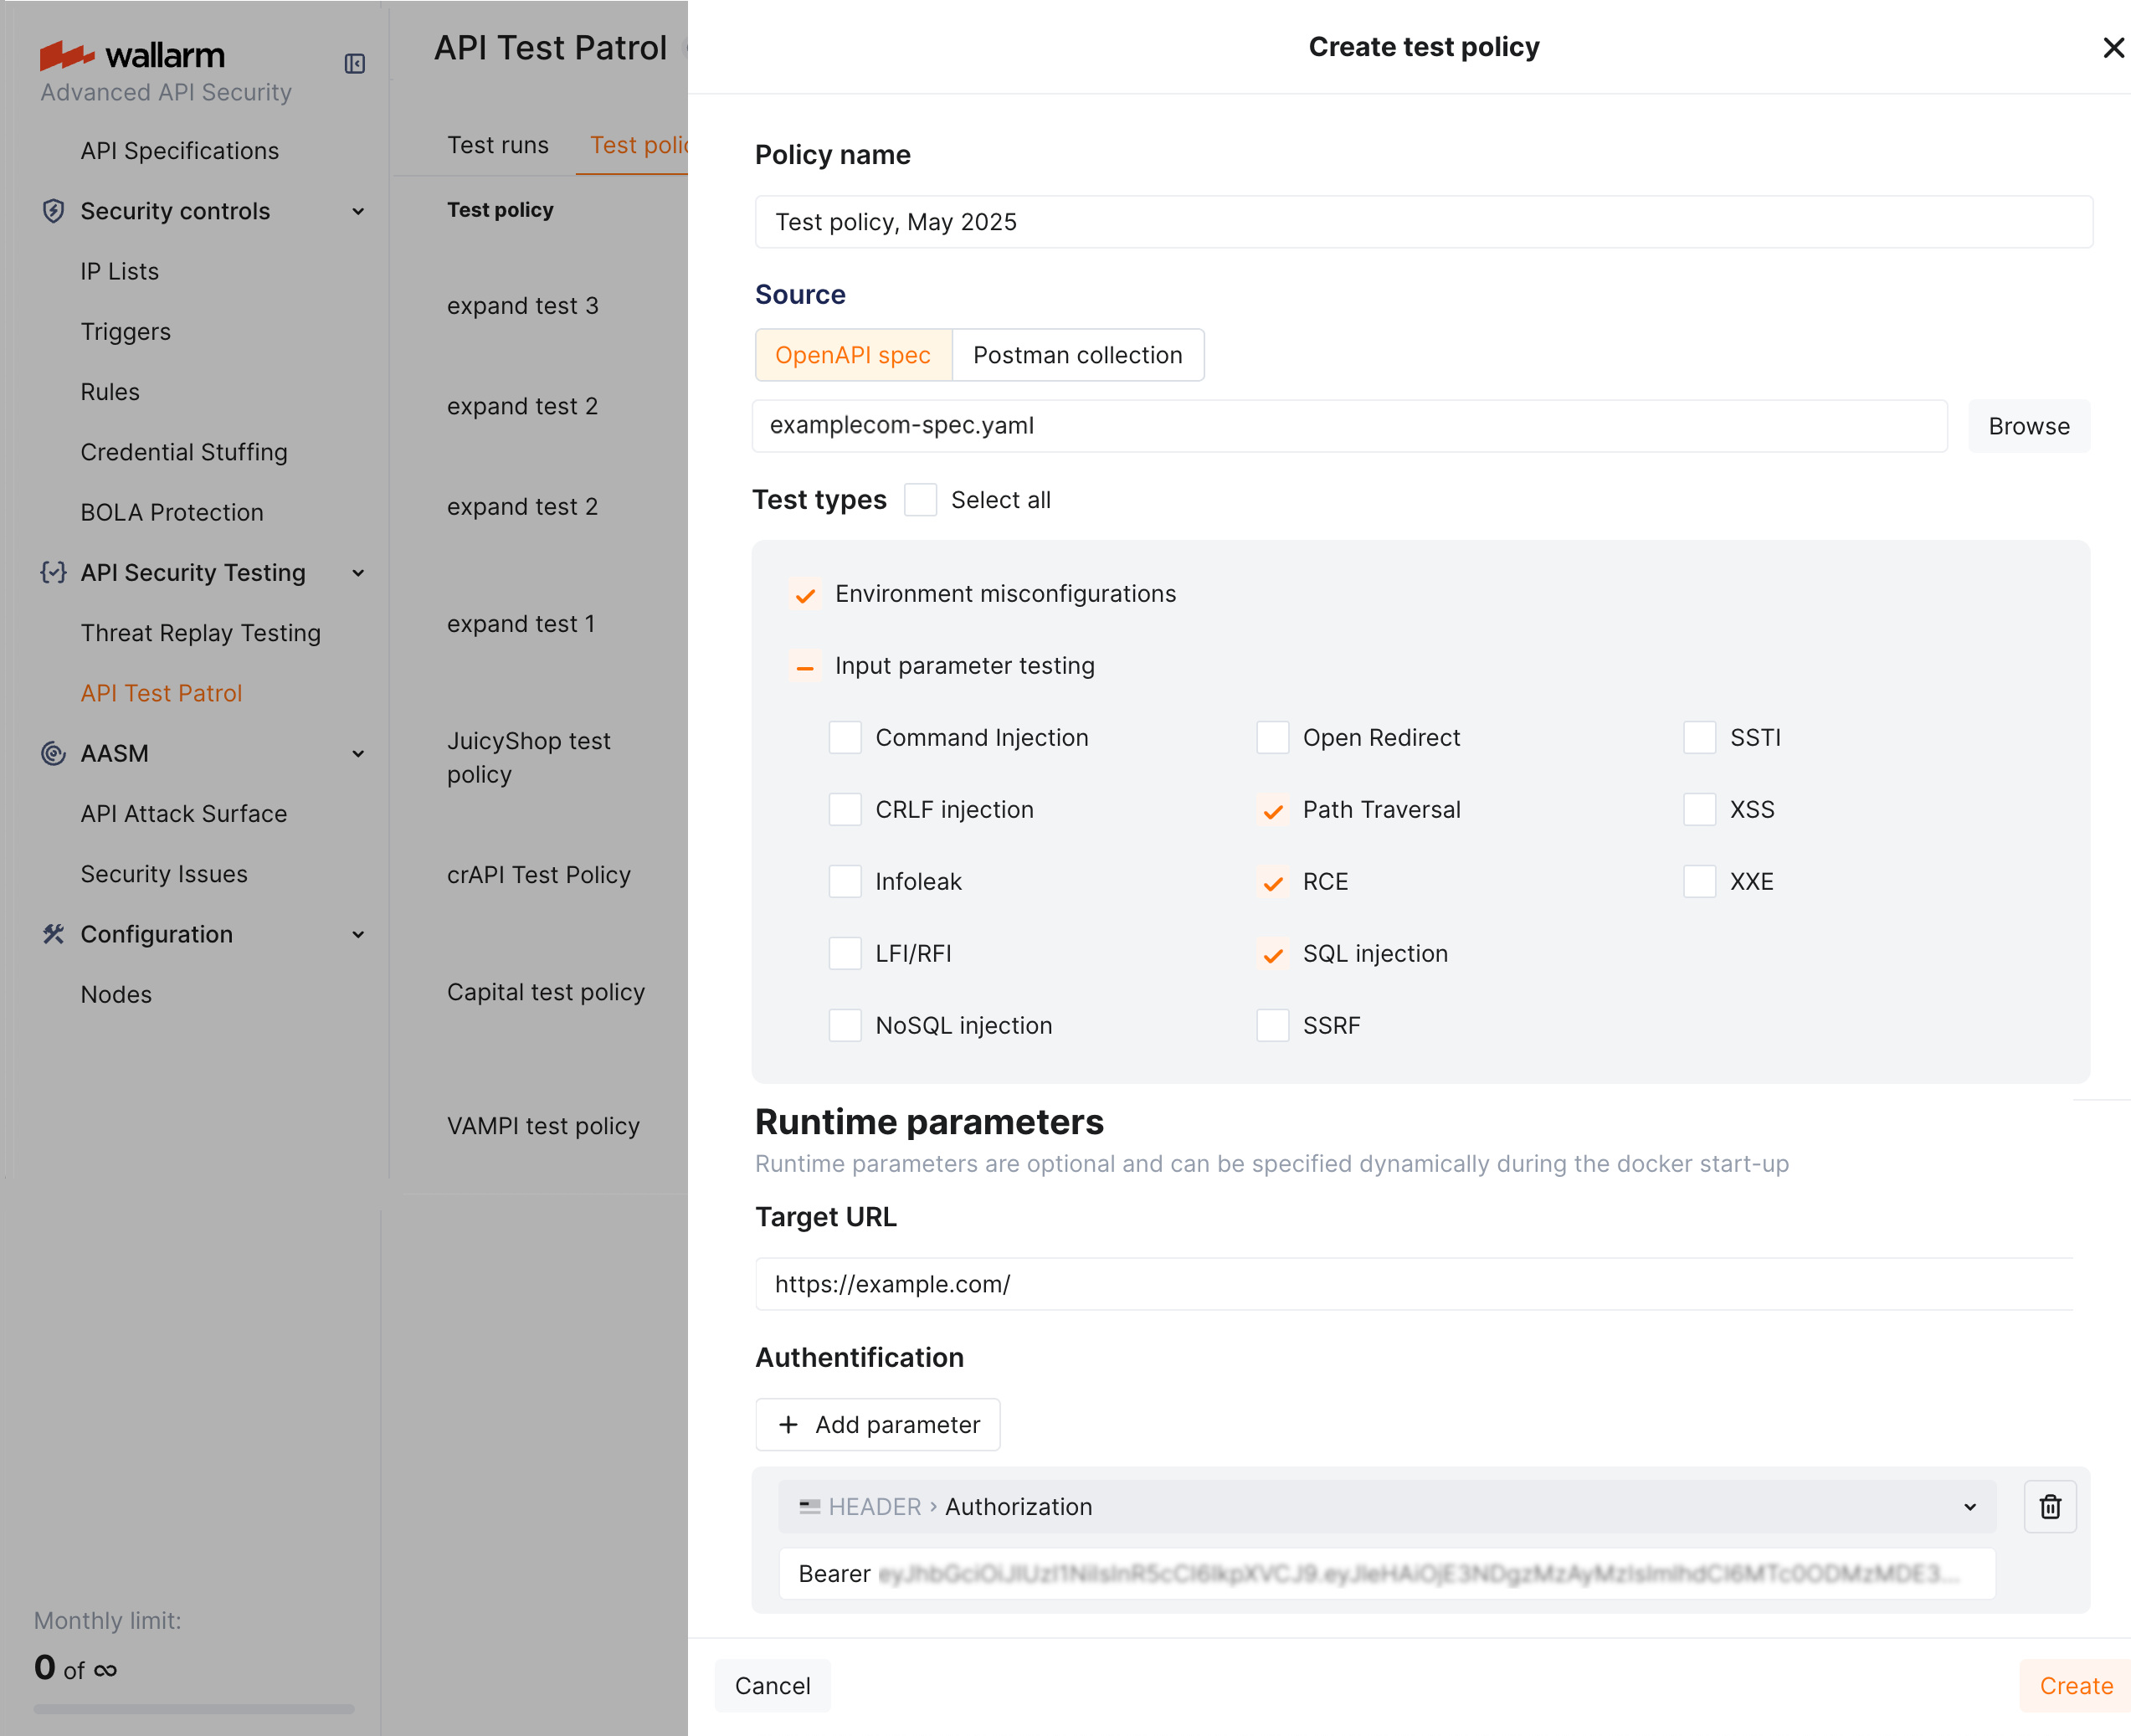 wallarm
Advanced API Security
API Specifications
Security controls
IP Lists
Triggers
Rules
Credential Stuffing
BOLA Protection
API Security Testing
Threat Replay Testing
API Test Patrol
AASM
API Attack Surface
Security Issues
Configuration
Nodes
Monthly limit:
0 of ∞
API Test Patrol
Test runs
Test polic
Test policy
expand test 3
expand test 2
expand test 2
expand test 1
JuicyShop test
policy
crAPI Test Policy
Capital test policy
VAMPI test policy
Create test policy
Policy name
Test policy, May 2025
Source
OpenAPI spec
Postman collection
examplecom-spec.yaml
Browse
Test types
Select all
Environment misconfigurations
Input parameter testing
Command Injection
Open Redirect
SSTI
CRLF injection
Path Traversal
XSS
Infoleak
RCE
XXE
LFI/RFI
SQL injection
NoSQL injection
SSRF
Runtime parameters
Runtime parameters are optional and can be specified dynamically during the docker start-up
Target URL
https://example.com/
Authentification
+ Add parameter
HEADER › Authorization
Bearer
Cancel
Create